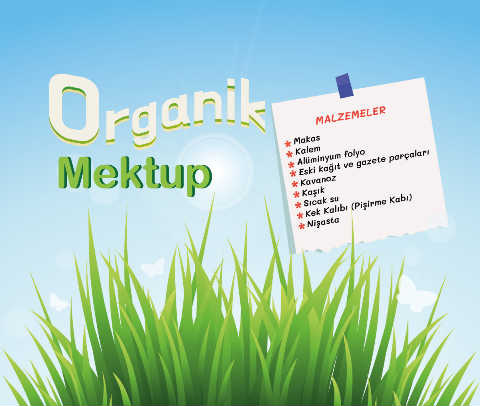 Organik
Mektup
MALZEMELER
* Makas
* Kalem
* Alüminyum folyo
* Eski kağıt ve gazete parçaları
* Kavanoz
* Kaşık
* Sıcak su
* Kek Kalıbı (Pişirme Kabı)
* Nişasta